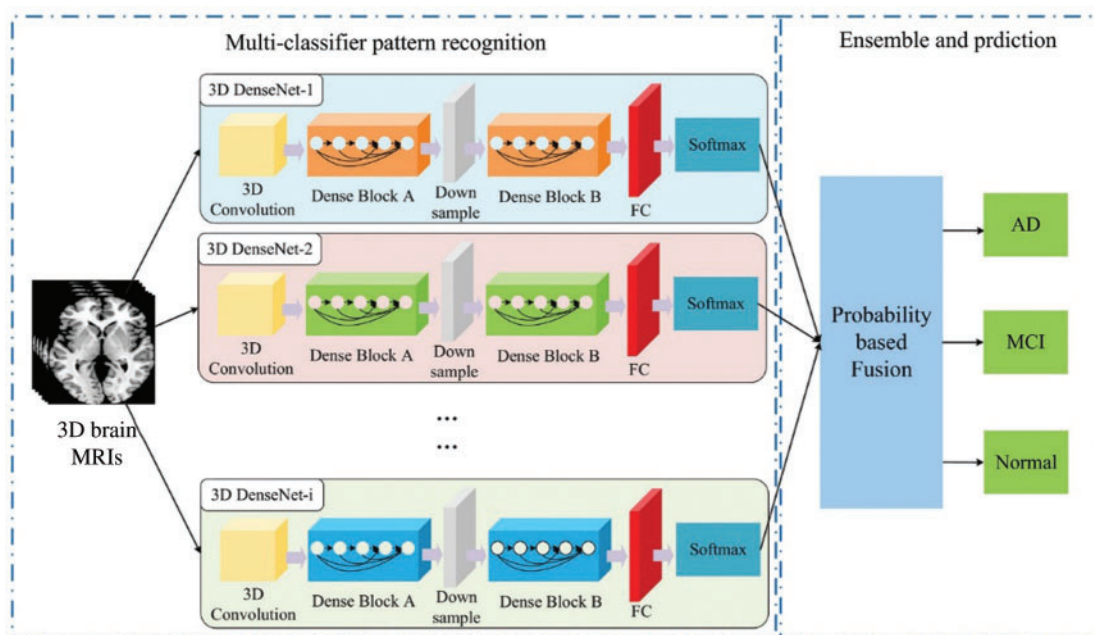 Multi-classifier pattern recognition
Ensemble and prdiction
3D DenseNet-1
3D
Convolution
Dense Block A
Down
sample
Dense Block B
FC
Softmax
3D DenseNet-2
3D
Convolution
Dense Block A
Down
sample
Dense Block B
FC
Softmax
3D brain
MRIs
...
...
3D DenseNet-i
3D
Convolution
Dense Block A
Down
sample
Dense Block B
FC
Softmax
Probability
based
Fusion
AD
MCI
Normal